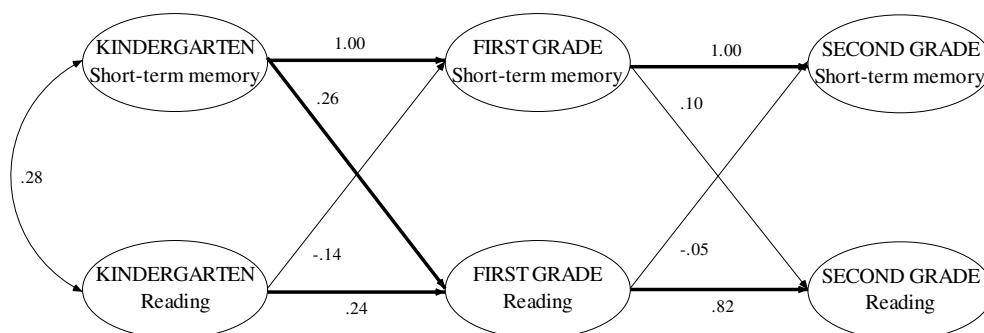 KINDERGARTEN
Short-term memory
1.00
FIRST GRADE
Short-term memory
1.00
SECOND GRADE
Short-term memory
.26
.10
.28
-.14
-.05
KINDERGARTEN
Reading
.24
FIRST GRADE
Reading
.82
SECOND GRADE
Reading